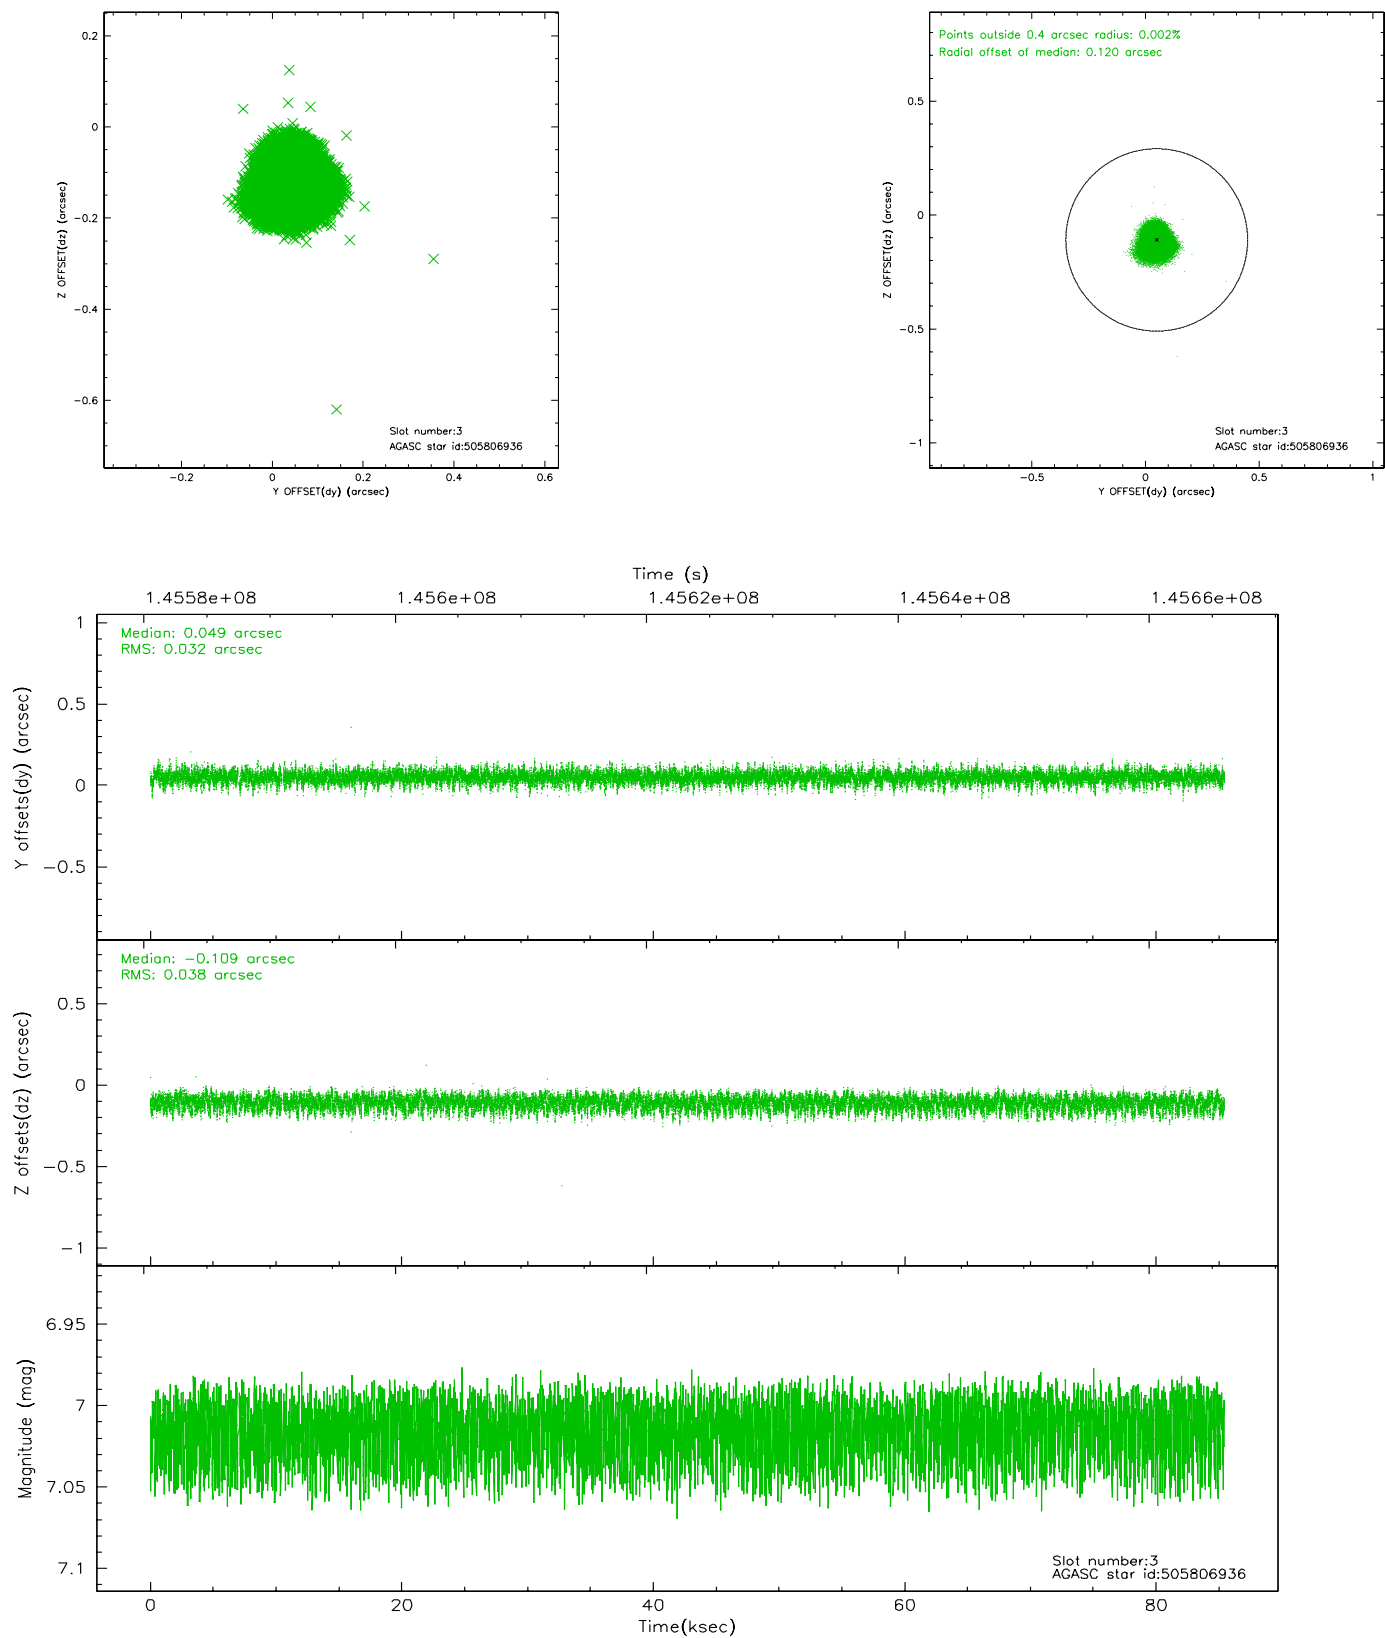 0.2
0
-0.2
-0.4
-0.6
Z OFFSET(dz) (arcsec)
Slot number:3
AGASC star id:505806936
-0.2 0 0.2 0.4 0.6
Y OFFSET(dy) (arcsec)
Points outside 0.4 arcsec radius: 0.002%
Radial offset of median: 0.120 arcsec
0.5
0
-0.5
-1
Z OFFSET(dz) (arcsec)
Slot number:3
AGASC star id:505806936
-0.5 0 0.5 1
Y OFFSET(dy) (arcsec)
Time (s)
1.4558e+08 1.456e+08 1.4562e+08 1.4564e+08 1.4566e+08
Median: 0.049 arcsec
RMS: 0.032 arcsec
1
0.5
0
-0.5
Y offsets(dy) (arcsec)
Median: -0.109 arcsec
RMS: 0.038 arcsec
0.5
0
-0.5
-1
Z offsets(dz) (arcsec)
6.95
7
7.05
7.1
Magnitude (mag)
Slot number:3
AGASC star id:505806936
0 20 40 60 80
Time(ksec)